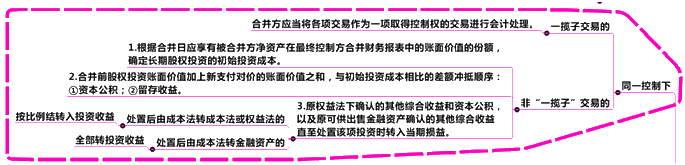 合并方应当将各项交易作为一项取得控制权的交易进行会计处理。
一揽子交易的
1.根据合并日应享有被合并方净资产在最终控制方合并财务报表中的账面价值的份额，
确定长期股权投资的初始投资成本。
2.合并前股权投资账面价值加上新支付对价的账面价值之和，与初始投资成本相比的差额冲抵顺序：
①资本公积；②留存收益。
同一控制下
非“一揽子”交易的
3.原权益法下确认的其他综合收益和资本公积，
以及原可供出售金融资产确认的其他综合收益
直至处置该项投资时转入当期损益。
按比例结转入投资收益
处置后由成本法转成本法或权益法的
全部转投资收益
处置后由成本法转金融资产的